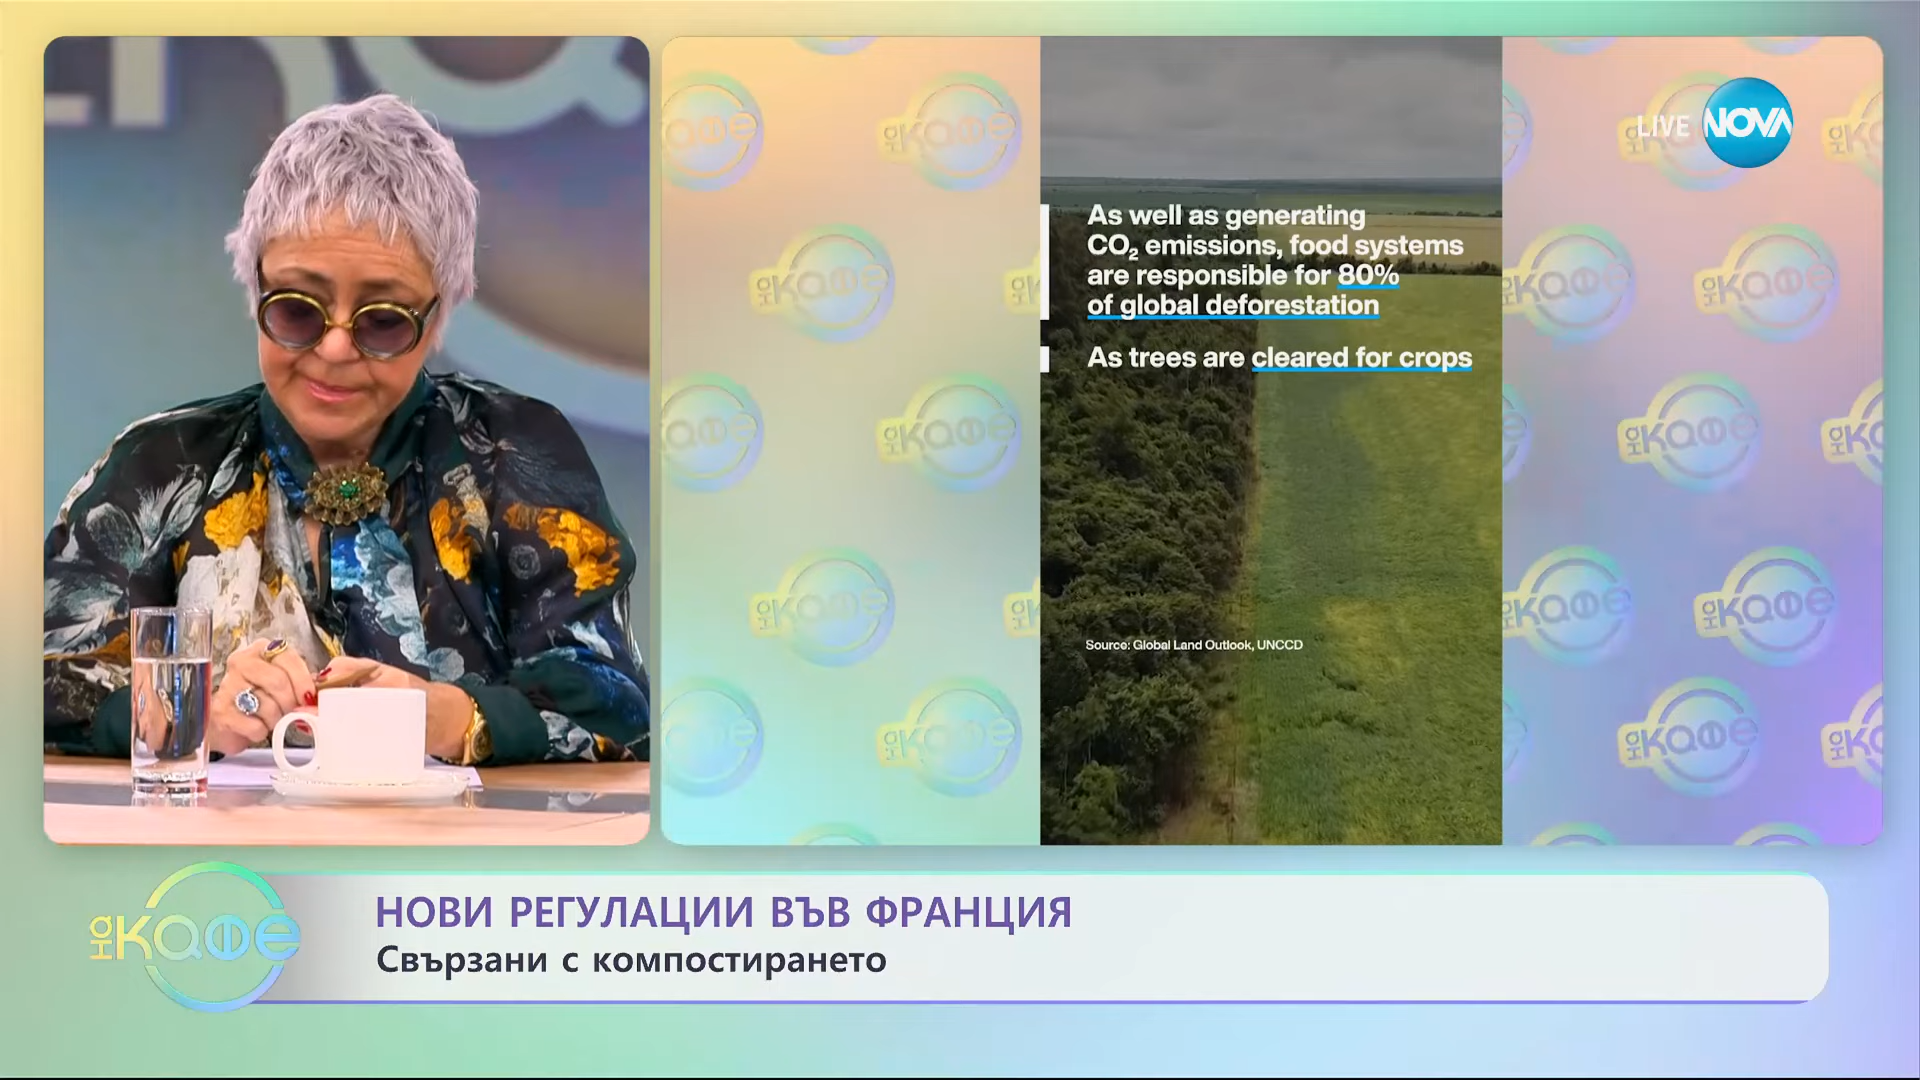 LIVE NOVA
As well as generating
CO₂ emissions, food systems
are responsible for 80%
of global deforestation
As trees are cleared for crops
Source: Global Land Outlook, UNCCD
на кафе
НОВИ РЕГУЛАЦИИ ВЪВ ФРАНЦИЯ
Свързани с компостирането